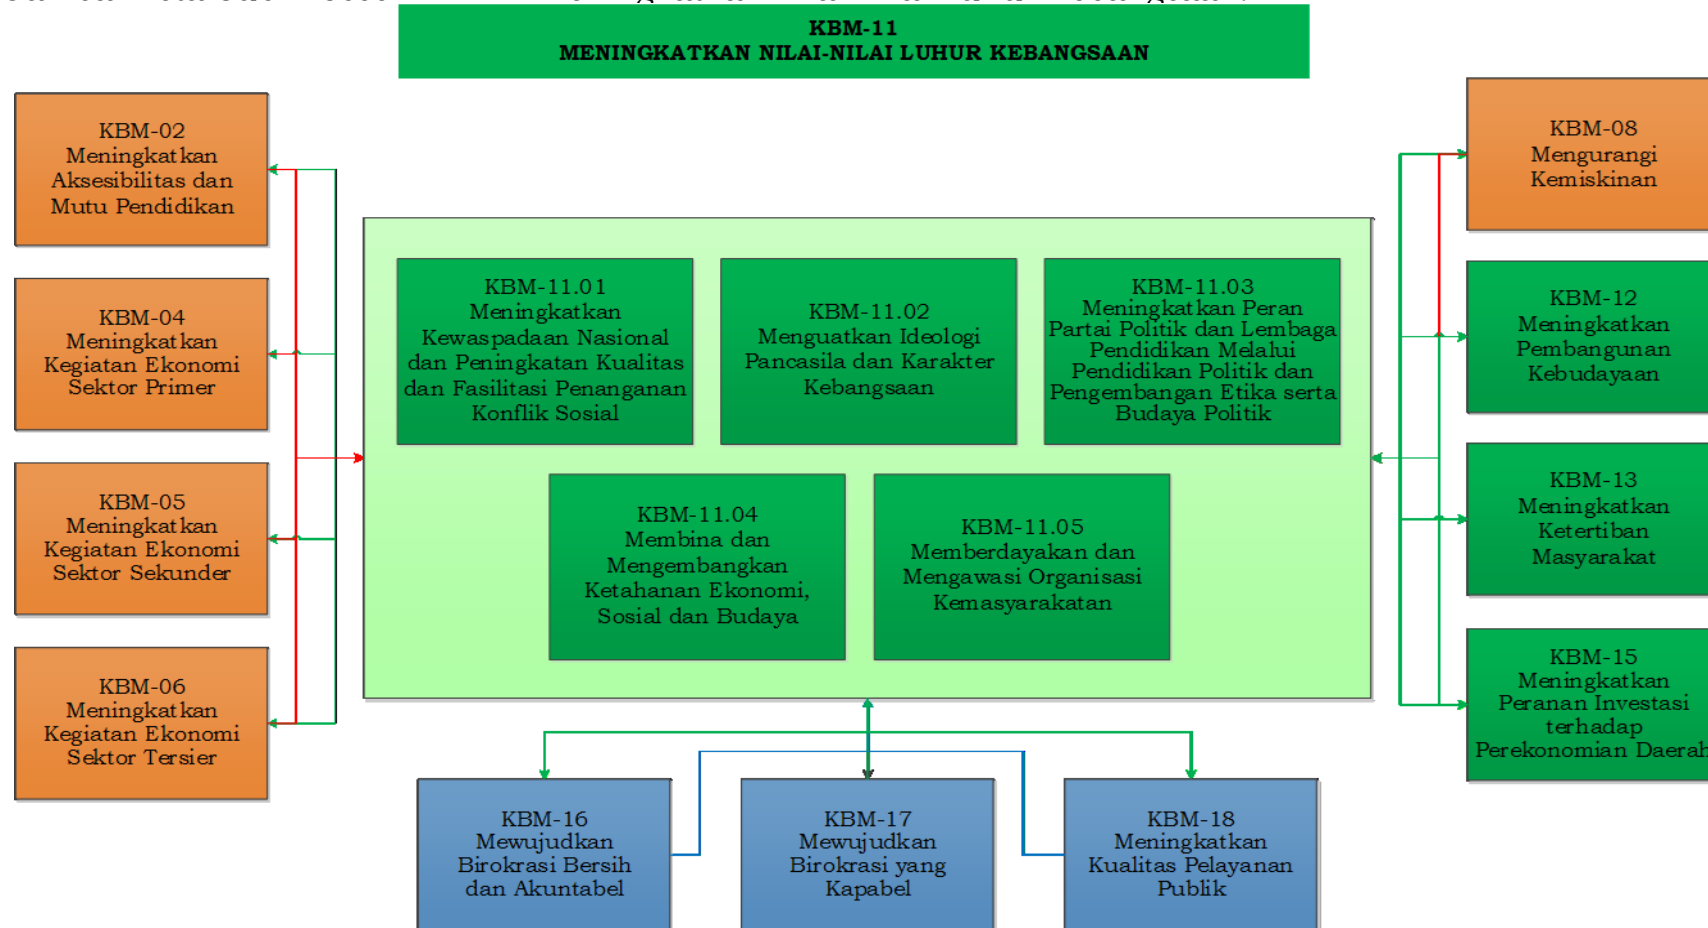 KBM-11
MENINGKATKAN NILAI-NILAI LUHUR KEBANGSAAN
KBM-02
Meningkatkan
Aksesibilitas dan
Mutu Pendidikan
KBM-04
Meningkatkan
Kegiatan Ekonomi
Sektor Primer
KBM-05
Meningkatkan
Kegiatan Ekonomi
Sektor Sekunder
KBM-06
Meningkatkan
Kegiatan Ekonomi
Sektor Tersier
KBM-11.01
Meningkatkan
Kewaspadaan Nasional
dan Peningkatan Kualitas
dan Fasilitasi Penanganan
Konflik Sosial
KBM-11.02
Menguatkan Ideologi
Pancasila dan Karakter
Kebangsaan
KBM-11.03
Meningkatkan Peran
Partai Politik dan Lembaga
Pendidikan Melalui
Pendidikan Politik dan
Pengembangan Etika serta
Budaya Politik
KBM-11.04
Membina dan
Mengembangkan
Ketahanan Ekonomi,
Sosial dan Budaya
KBM-11.05
Memberdayakan dan
Mengawasi Organisasi
Kemasyarakatan
KBM-08
Mengurangi
Kemiskinan
KBM-12
Meningkatkan
Pembangunan
Kebudayaan
KBM-13
Meningkatkan
Ketertiban
Masyarakat
KBM-15
Meningkatkan
Peranan Investasi
terhadap
Perekonomian Daerah
KBM-16
Mewujudkan
Birokrasi Bersih
dan Akuntabel
KBM-17
Mewujudkan
Birokrasi yang
Kapabel
KBM-18
Meningkatkan
Kualitas Pelayanan
Publik